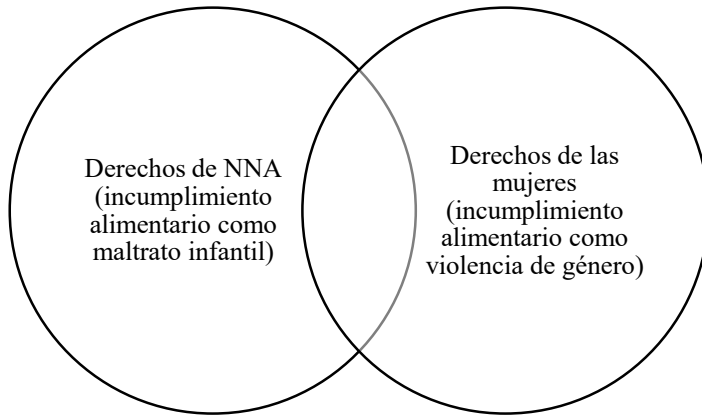 Derechos de NNA
(incumplimiento
alimentario como
maltrato infantil)
Derechos de las
mujeres
(incumplimiento
alimentario como
violencia de género)